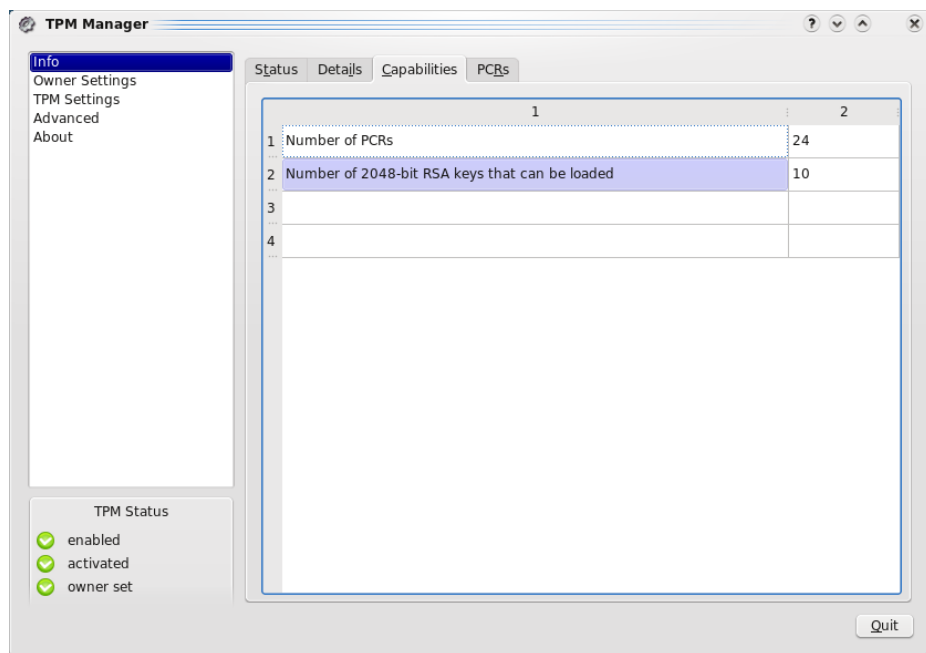 TPM Manager
?
Info
Owner Settings
TPM Settings
Advanced
About
Status Details Capabilities PCRs
1 2
1 Number of PCRs 24
2 Number of 2048-bit RSA keys that can be loaded 10
3
4
TPM Status
enabled
activated
owner set
Quit